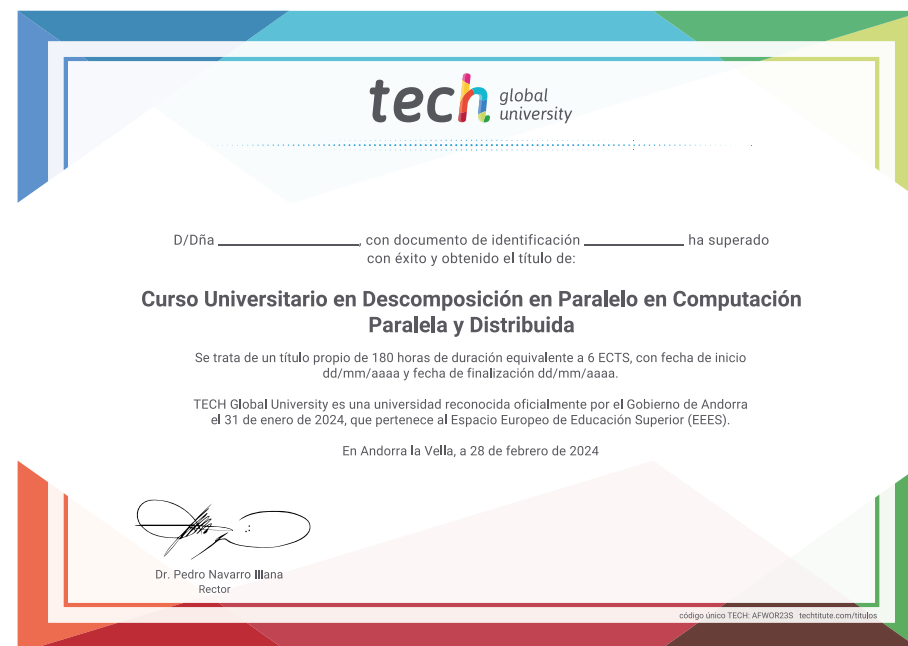 tech global university
D/Dña ____________________, con documento de identificación ______________ ha superado
con éxito y obtenido el título de:
Curso Universitario en Descomposición en Paralelo en Computación
Paralela y Distribuida
Se trata de un título propio de 180 horas de duración equivalente a 6 ECTS, con fecha de inicio
dd/mm/aaaa y fecha de finalización dd/mm/aaaa.
TECH Global University es una universidad reconocida oficialmente por el Gobierno de Andorra
el 31 de enero de 2024, que pertenece al Espacio Europeo de Educación Superior (EEES).
En Andorra la Vella, a 28 de febrero de 2024
Dr. Pedro Navarro Illana
Rector
código único TECH: AFWOR23S techtitute.com/titulos